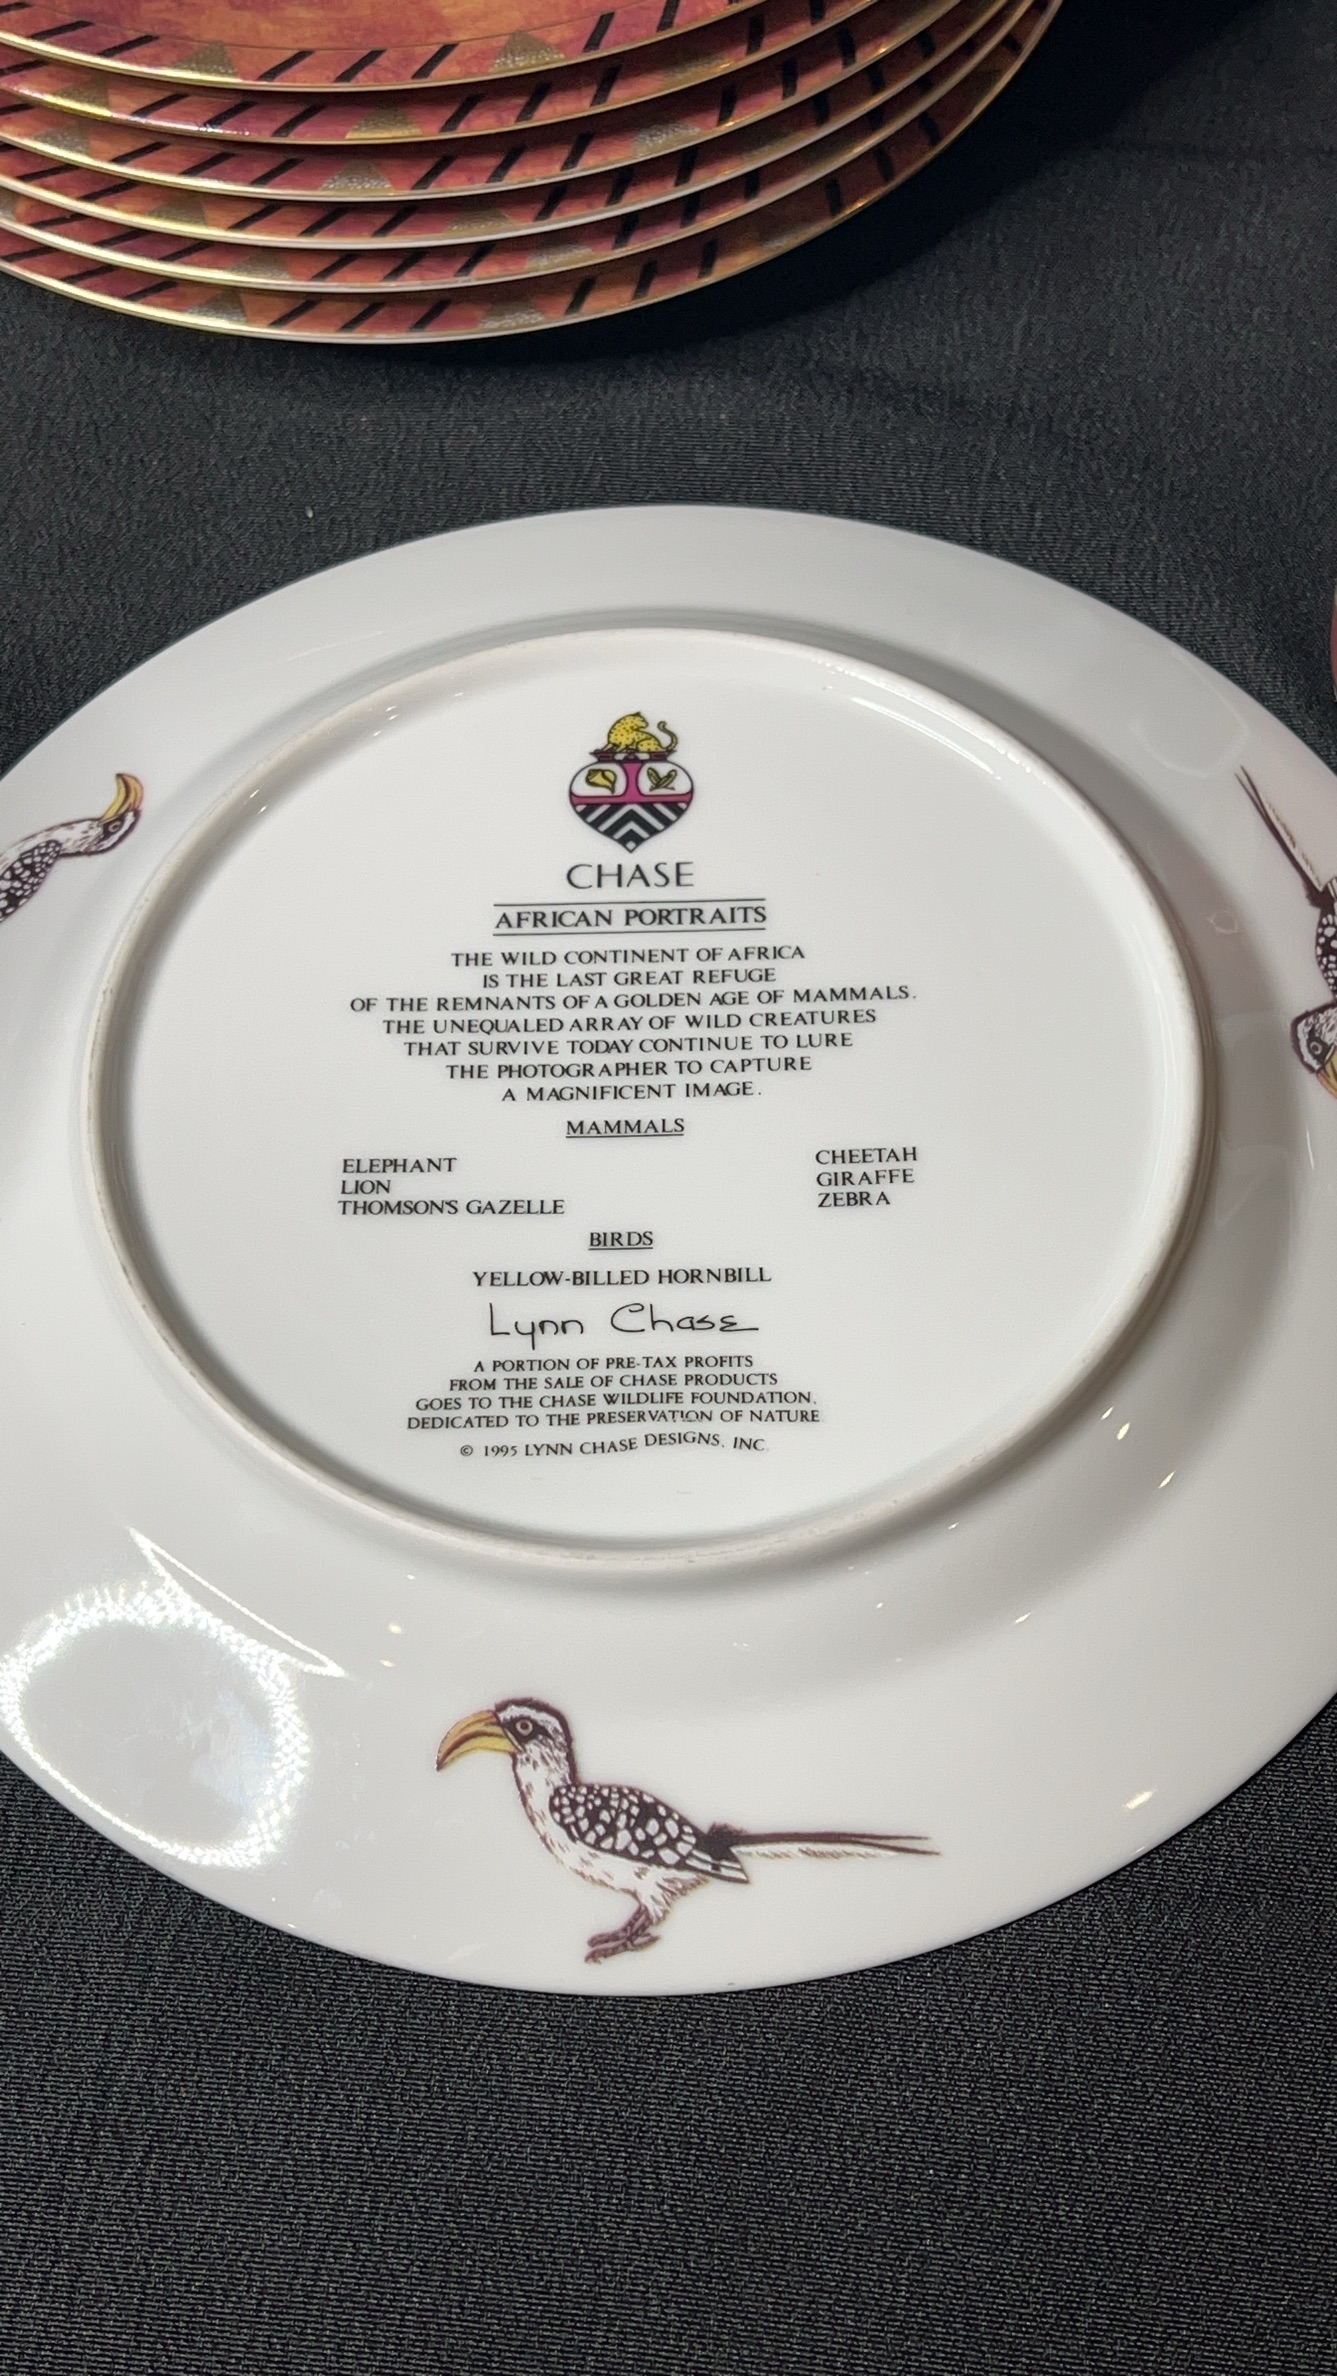 CHASE
AFRICAN PORTRAITS
THE WILD CONTINENT OF AFRICA
IS THE LAST GREAT REFUGE
OF THE REMNANTS OF A GOLDEN AGE OF MAMMALS.
THE UNEQUALED ARRAY OF WILD CREATURES
THAT SURVIVE TODAY CONTINUE TO LURE
THE PHOTOGRAPHER TO CAPTURE
A MAGNIFICENT IMAGE.
MAMMALS
ELEPHANT
LION
THOMSON'S GAZELLE
CHEETAH
GIRAFFE
ZEBRA
BIRDS
YELLOW-BILLED HORNBILL
Lynn Chase
A PORTION OF PRE-TAX PROFITS
FROM THE SALE OF CHASE PRODUCTS
GOES TO THE CHASE WILDLIFE FOUNDATION,
DEDICATED TO THE PRESERVATION OF NATURE
© 1995 LYNN CHASE DESIGNS, INC.